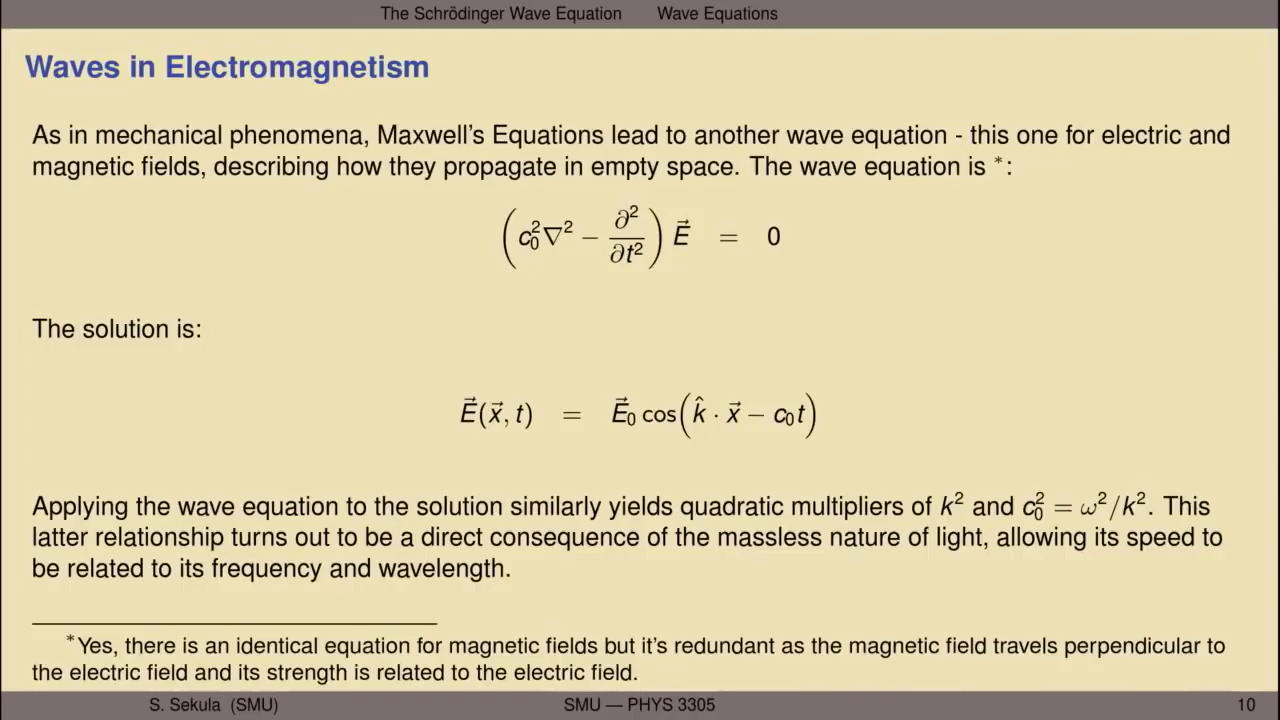 The Schrödinger Wave Equation Wave Equations
Waves in Electromagnetism
As in mechanical phenomena, Maxwell's Equations lead to another wave equation - this one for electric and
magnetic fields, describing how they propagate in empty space. The wave equation is *:
(c₀²∇² − ∂²/∂t²) E⃗ = 0
The solution is:
E⃗(x⃗, t) = E⃗₀ cos(k̂ · x⃗ − c₀t)
Applying the wave equation to the solution similarly yields quadratic multipliers of k² and c₀² = ω²/k². This
latter relationship turns out to be a direct consequence of the massless nature of light, allowing its speed to
be related to its frequency and wavelength.
*Yes, there is an identical equation for magnetic fields but it's redundant as the magnetic field travels perpendicular to
the electric field and its strength is related to the electric field.
S. Sekula (SMU) SMU — PHYS 3305 10